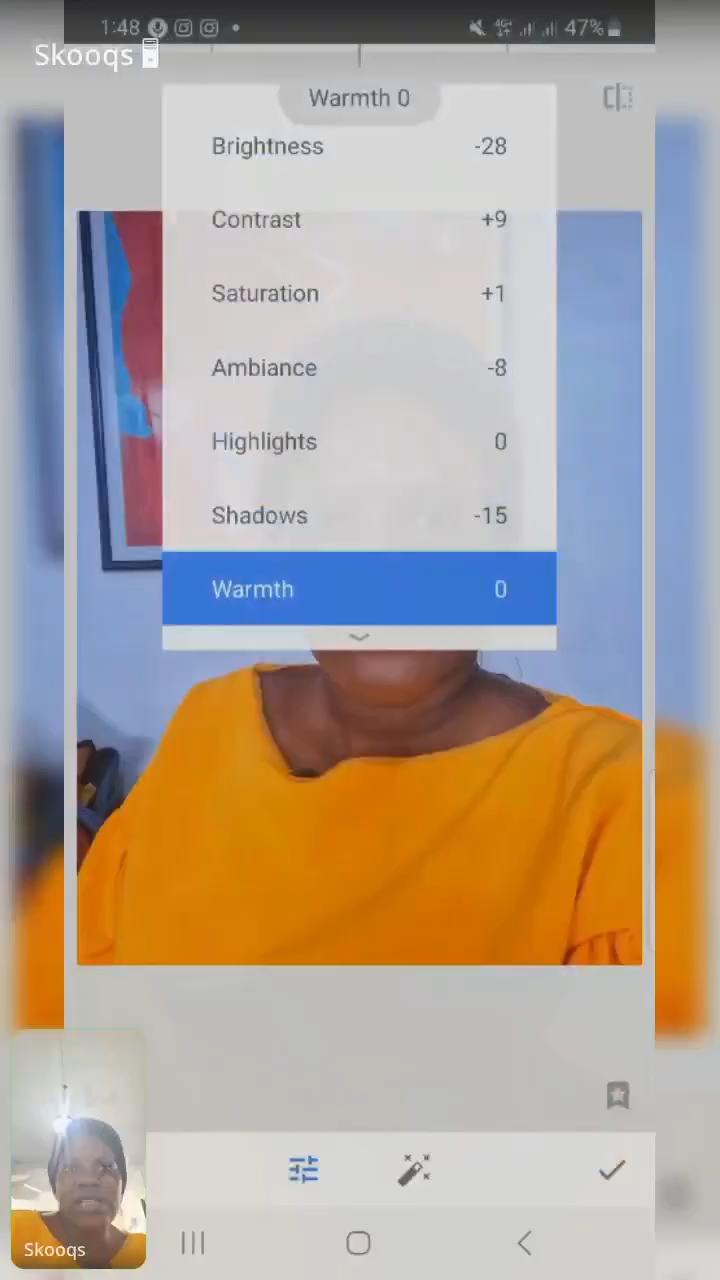 1:48
4G+
47%
Skooqs
Warmth 0
Brightness -28
Contrast +9
Saturation +1
Ambiance -8
Highlights 0
Shadows -15
Warmth 0
Skooqs